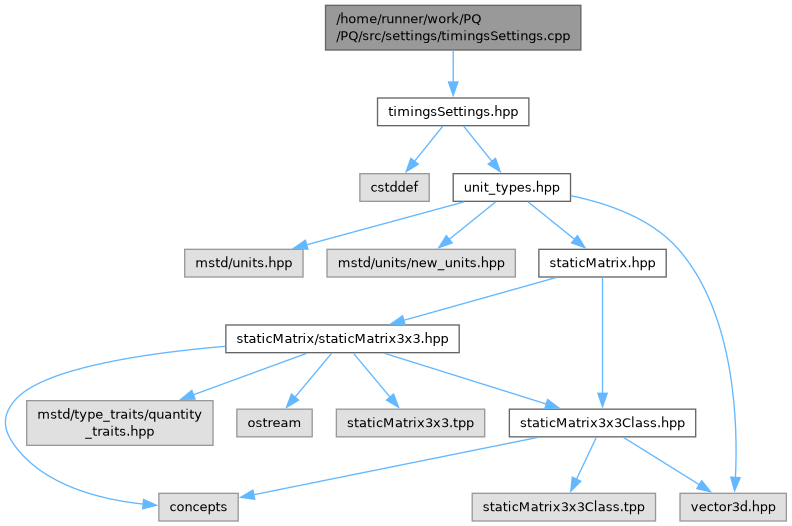 /home/runner/work/PQ
/PQ/src/settings/timingsSettings.cpp
timingsSettings.hpp
cstddef
unit_types.hpp
mstd/units.hpp
mstd/units/new_units.hpp
staticMatrix.hpp
staticMatrix/staticMatrix3x3.hpp
mstd/type_traits/quantity
_traits.hpp
ostream
staticMatrix3x3.tpp
staticMatrix3x3Class.hpp
concepts
staticMatrix3x3Class.tpp
vector3d.hpp